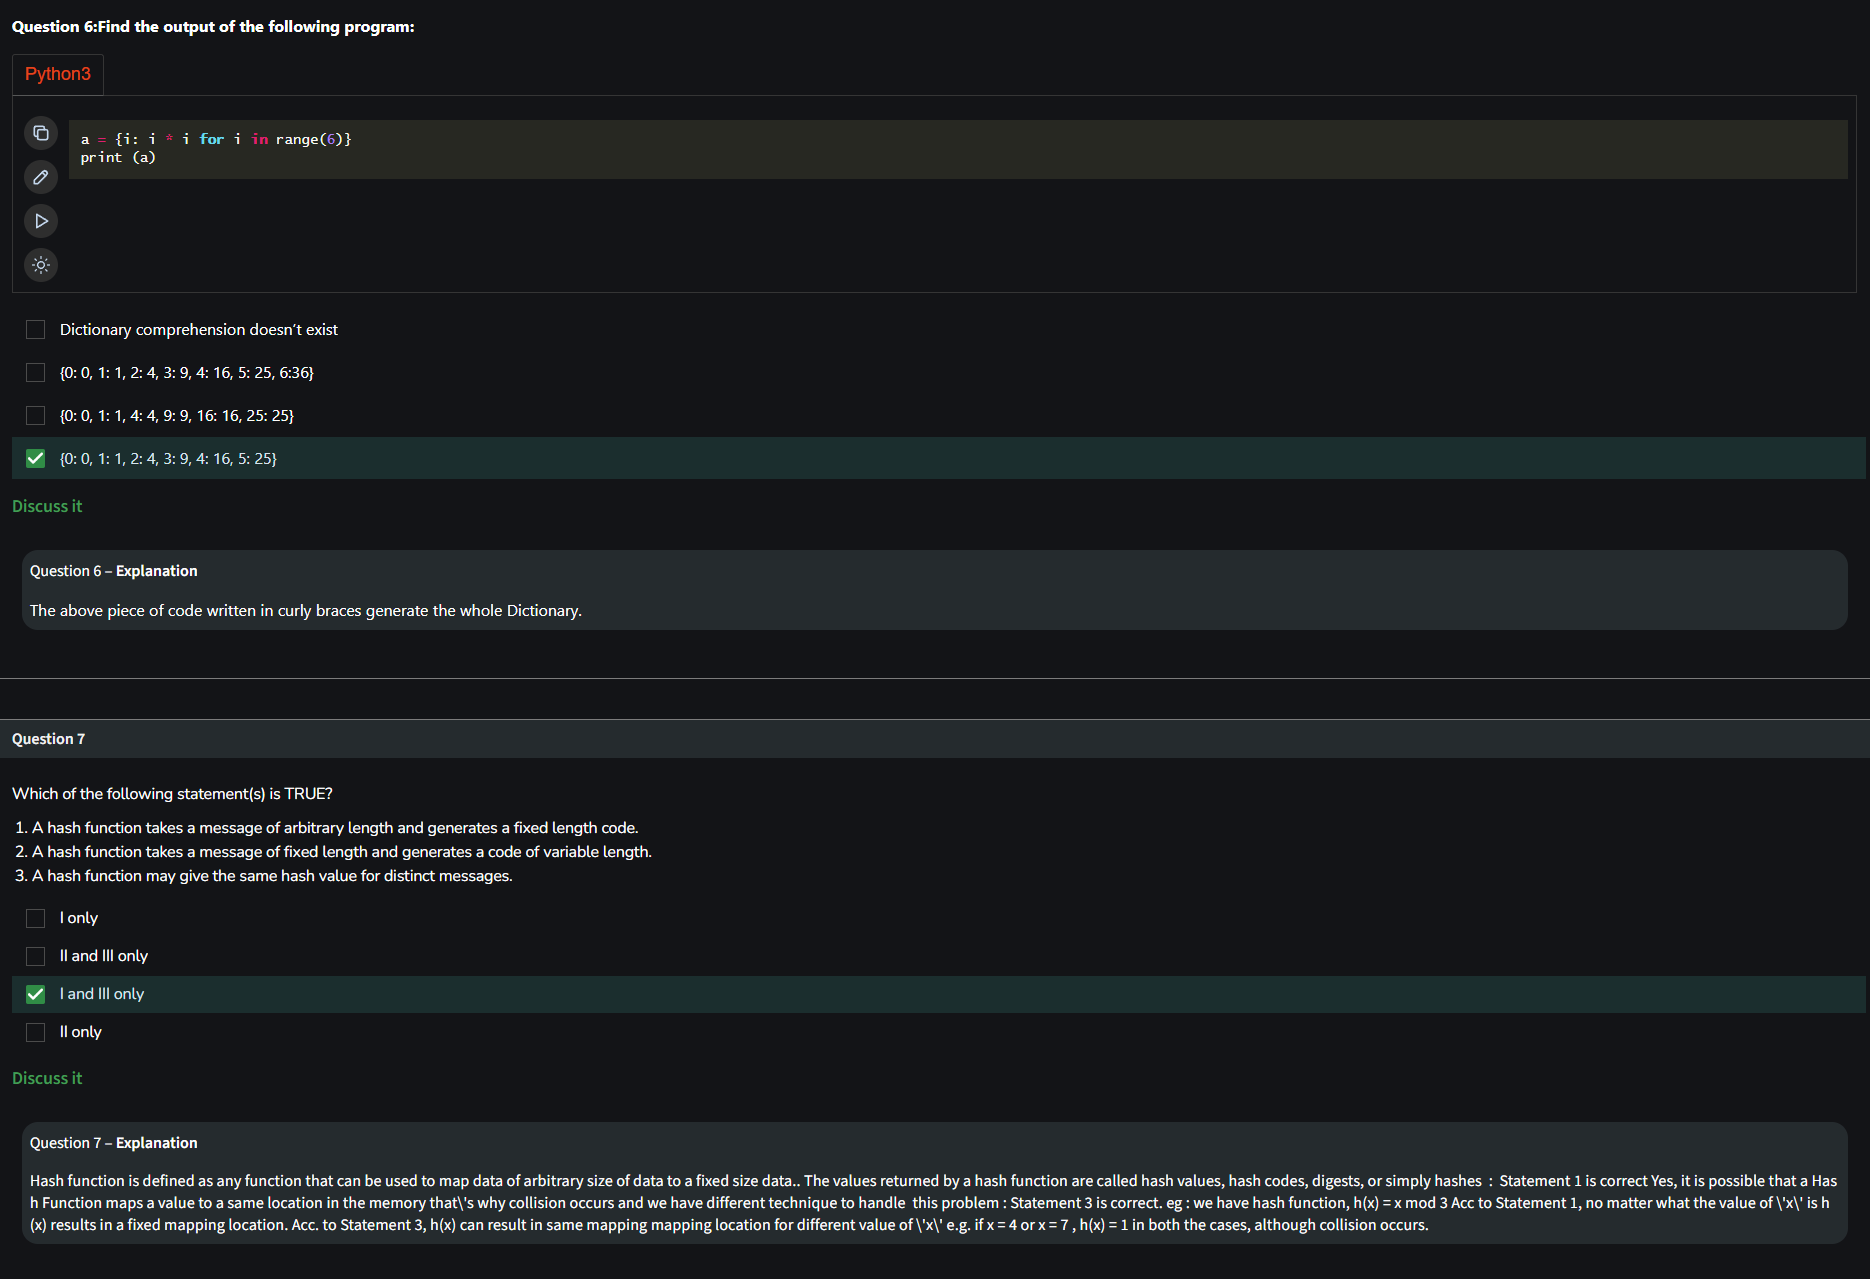 Question 6:Find the output of the following program:
Python3
a = {i: i * i for i in range(6)}
print (a)
Dictionary comprehension doesn’t exist
{0: 0, 1: 1, 2: 4, 3: 9, 4: 16, 5: 25, 6:36}
{0: 0, 1: 1, 4: 4, 9: 9, 16: 16, 25: 25}
{0: 0, 1: 1, 2: 4, 3: 9, 4: 16, 5: 25}
Discuss it
Question 6 – Explanation
The above piece of code written in curly braces generate the whole Dictionary.
Question 7
Which of the following statement(s) is TRUE?
1. A hash function takes a message of arbitrary length and generates a fixed length code.
2. A hash function takes a message of fixed length and generates a code of variable length.
3. A hash function may give the same hash value for distinct messages.
I only
II and III only
I and III only
II only
Discuss it
Question 7 – Explanation
Hash function is defined as any function that can be used to map data of arbitrary size of data to a fixed size data.. The values returned by a hash function are called hash values, hash codes, digests, or simply hashes : Statement 1 is correct Yes, it is possible that a Has
h Function maps a value to a same location in the memory that\'s why collision occurs and we have different technique to handle this problem : Statement 3 is correct. eg : we have hash function, h(x) = x mod 3 Acc to Statement 1, no matter what the value of \'x\' is h
(x) results in a fixed mapping location. Acc. to Statement 3, h(x) can result in same mapping mapping location for different value of \'x\' e.g. if x = 4 or x = 7 , h(x) = 1 in both the cases, although collision occurs.